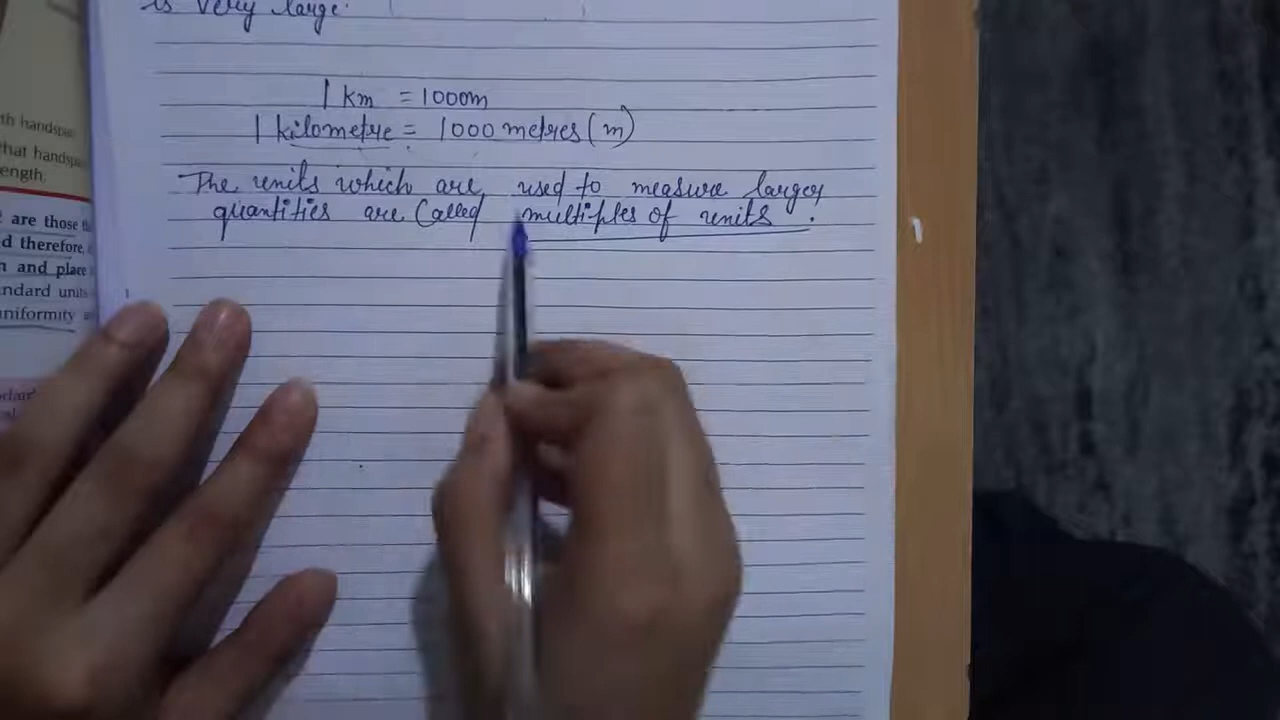 is very large.
1 km = 1000m
1 kilometre = 1000 metres (m)
The units which are used to measure larger
quantities are called multiples of units.
th handspan
that handspa
ength.
are those th
d therefore,
n and place
ndard units
uniformity